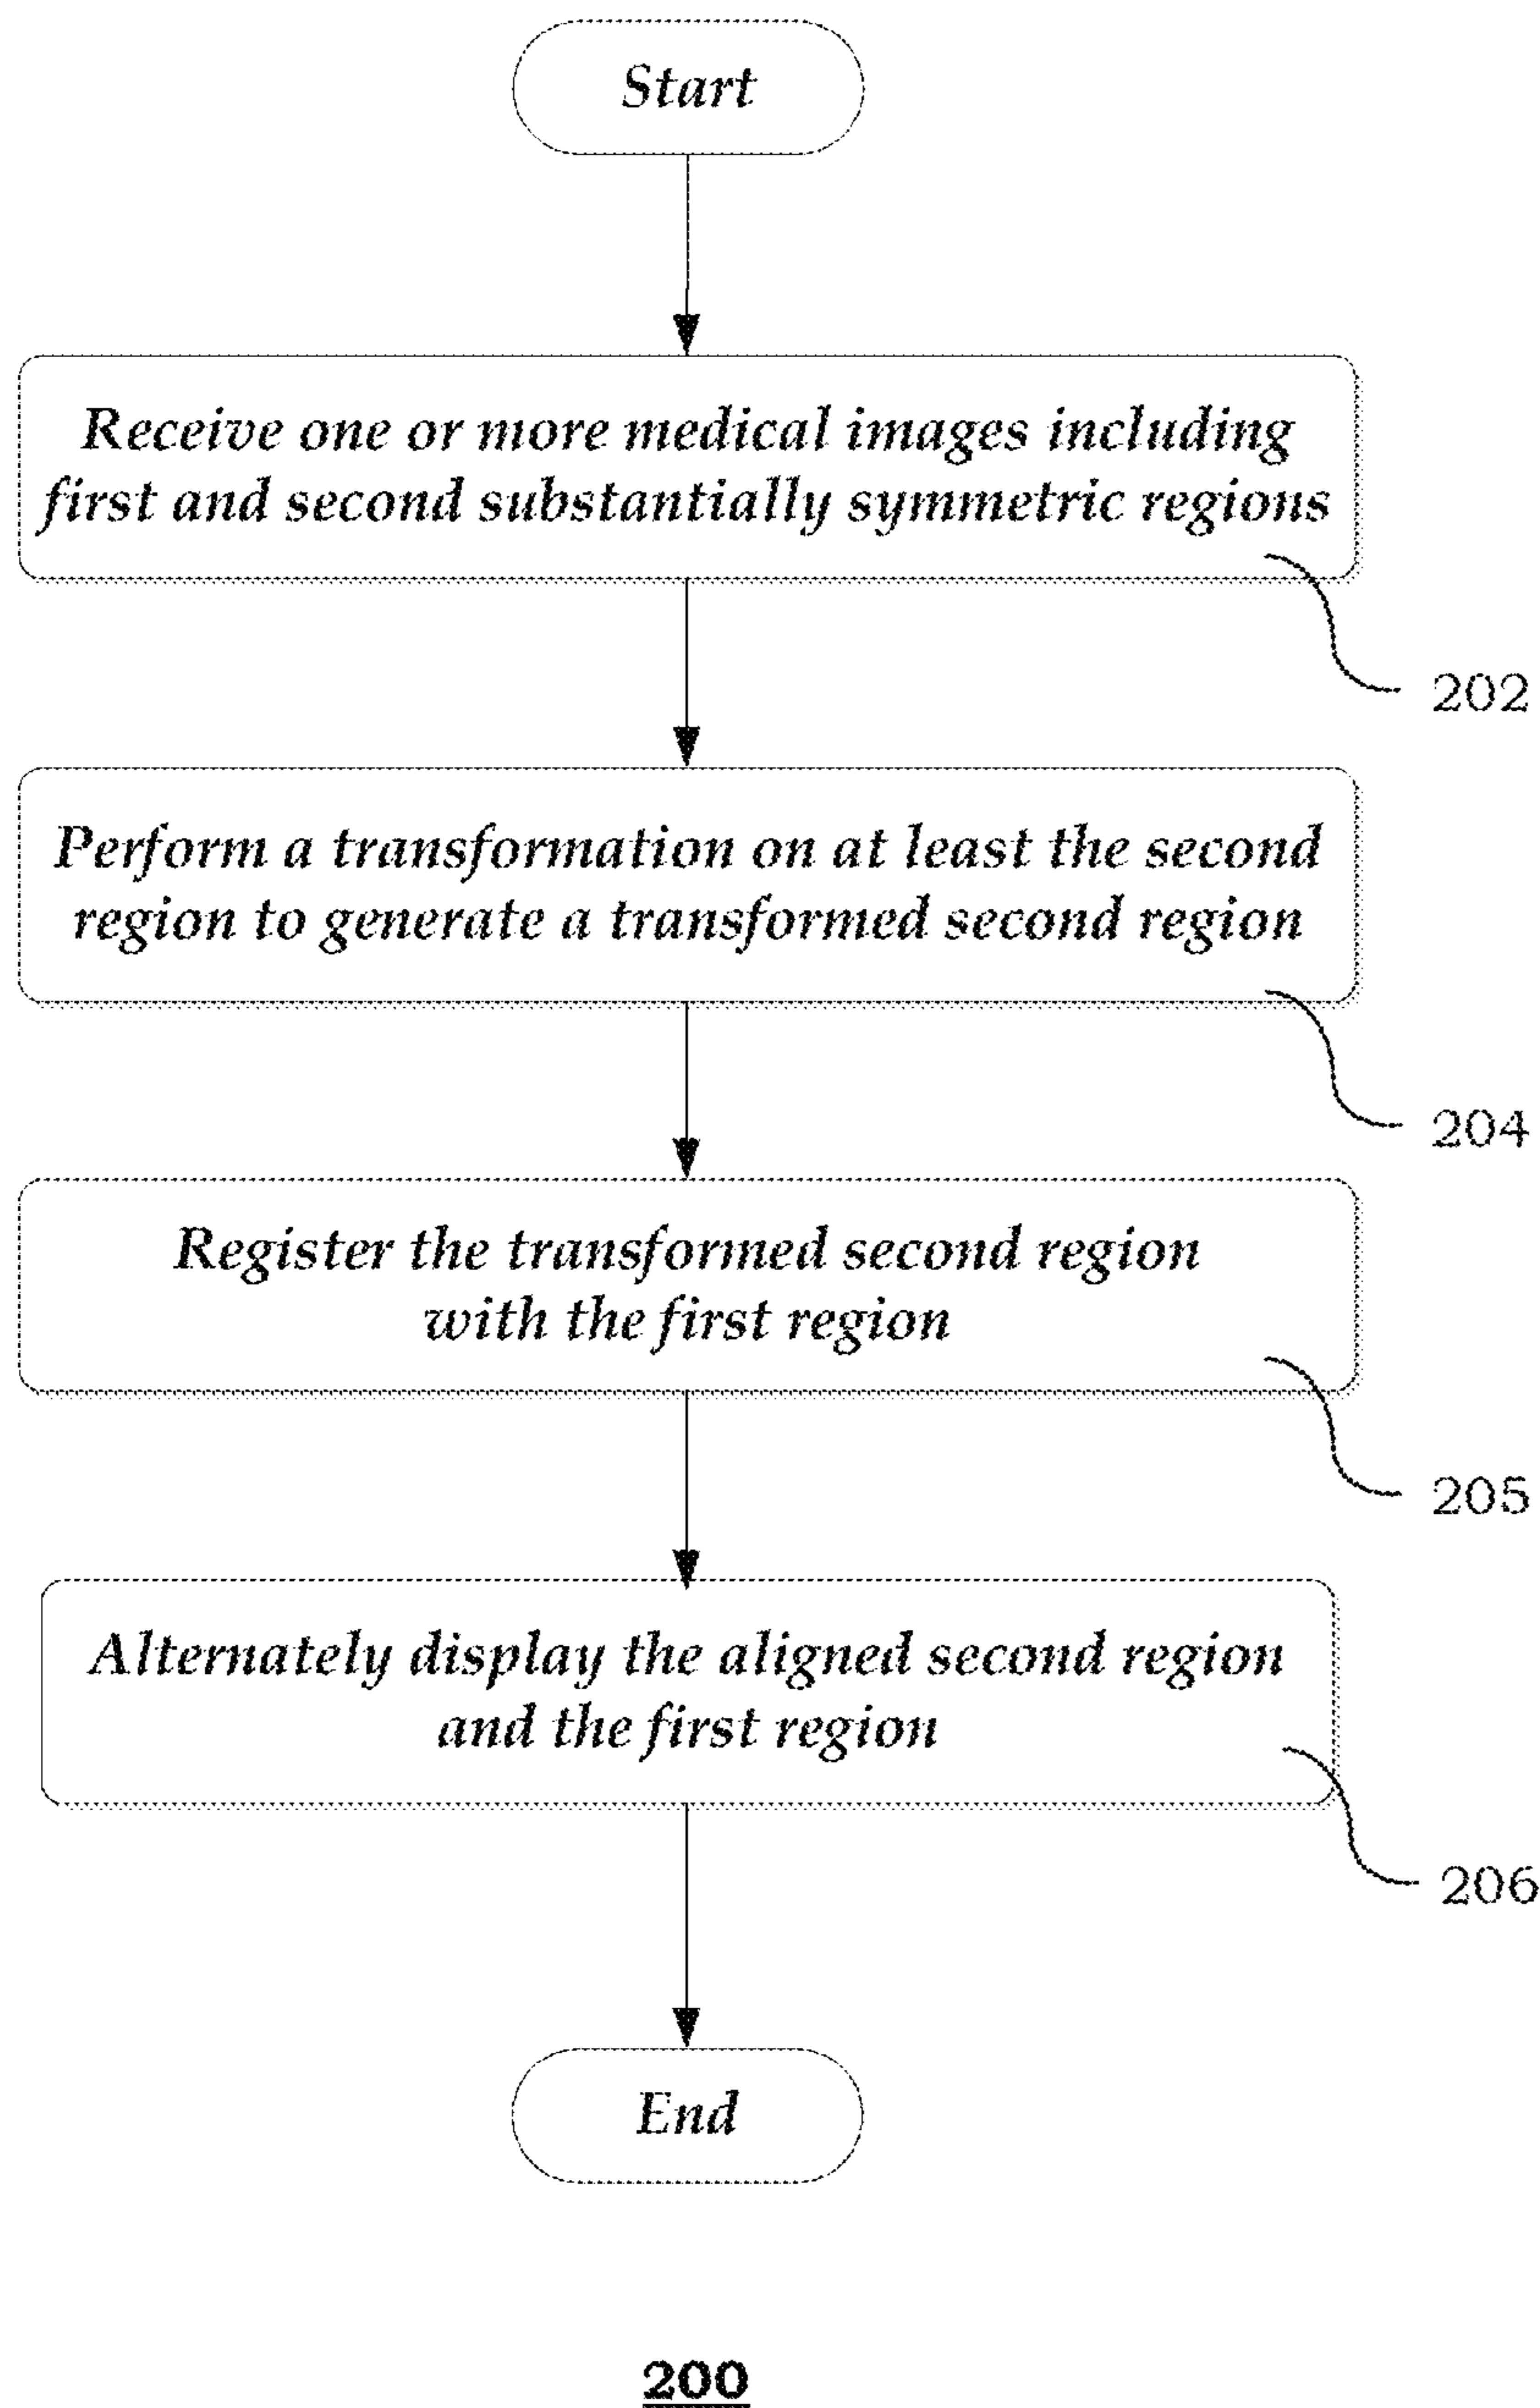 Start
Receive one or more medical images including
first and second substantially symmetric regions
202
Perform a transformation on at least the second
region to generate a transformed second region
204
Register the transformed second region
with the first region
205
Alternately display the aligned second region
and the first region
206
End
200